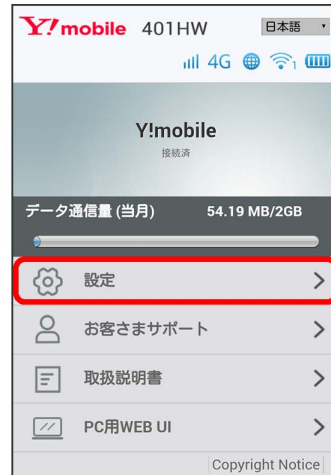 Y!mobile 401HW 日本語
4G 1
Y!mobile
接続済
データ通信量 (当月) 54.19 MB/2GB
設定
お客さまサポート
取扱説明書
PC用WEB UI
Copyright Notice